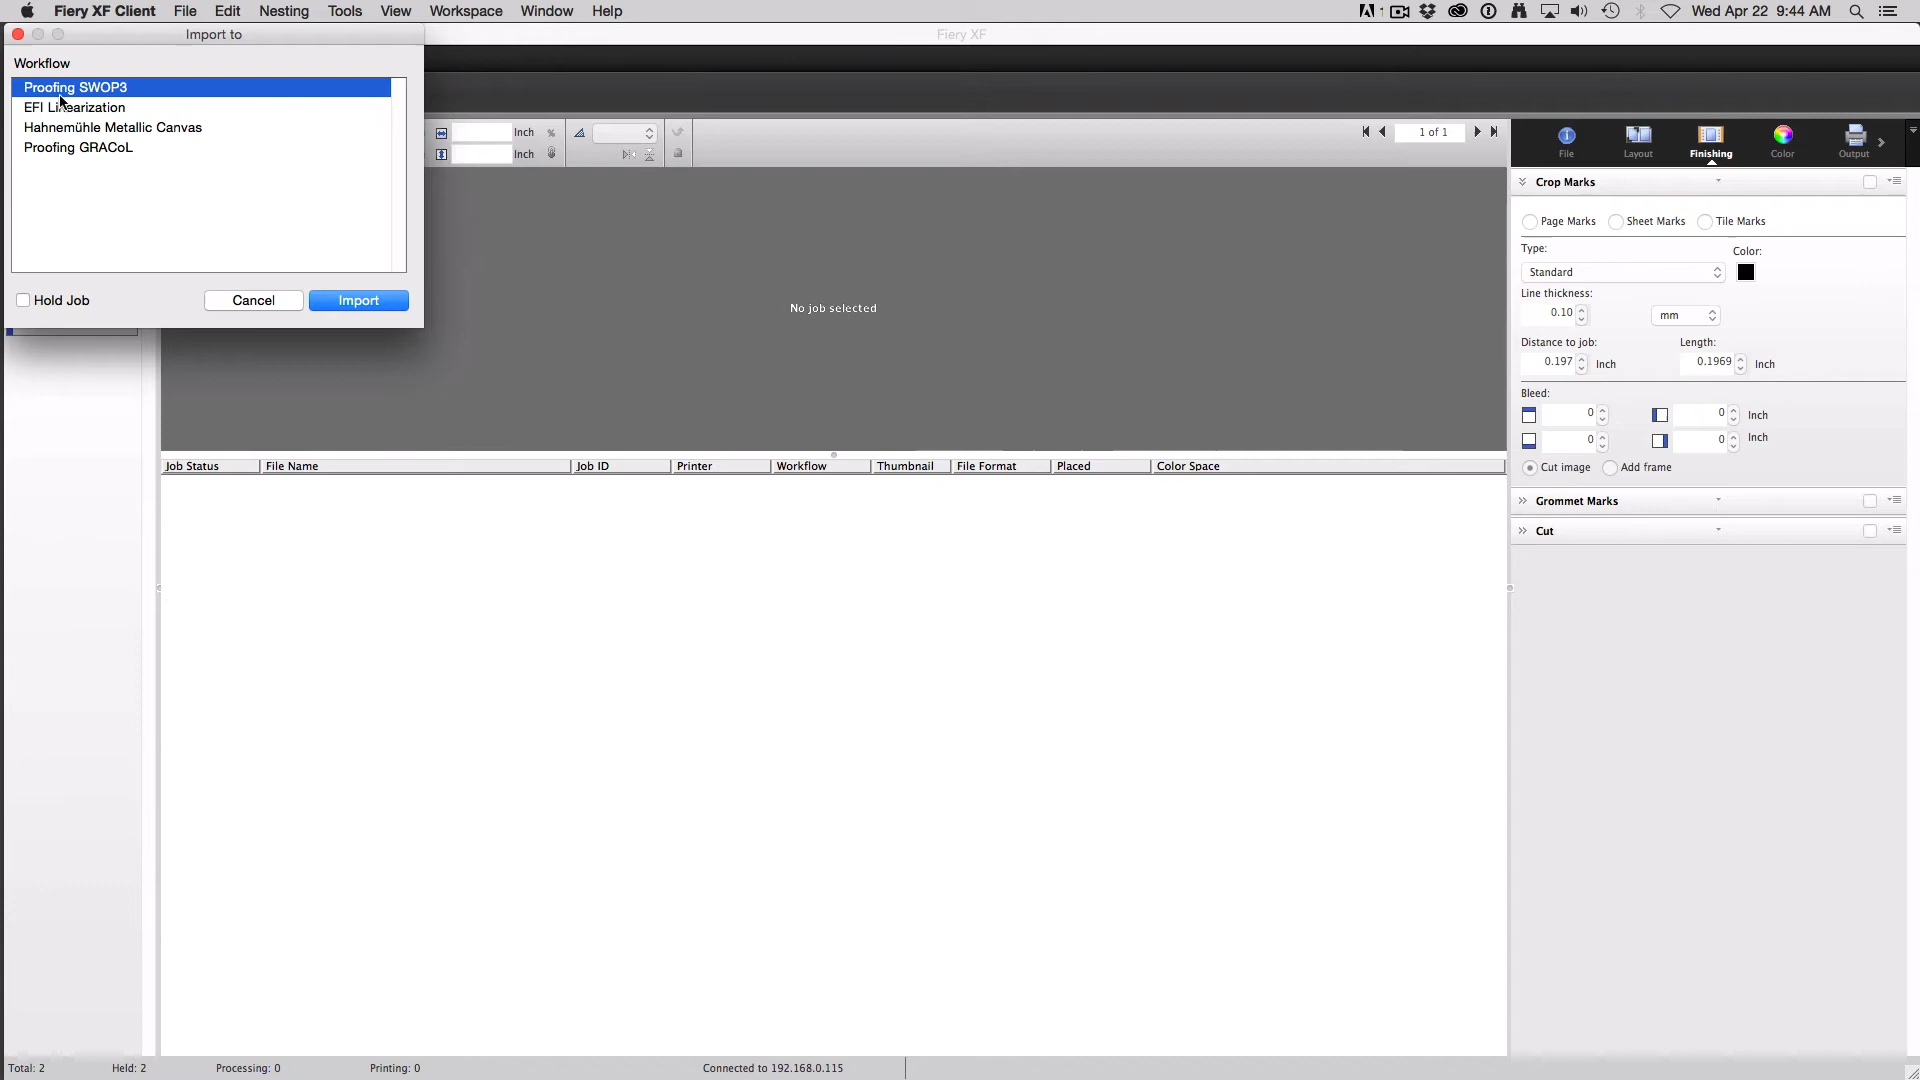 Fiery XF Client File Edit Nesting Tools View Workspace Window Help 1 Wed Apr 22 9:44 AM
Import to
Fiery XF
Workflow
Proofing SWOP3
EFI Linearization
Hahnemühle Metallic Canvas
Proofing GRACoL
Hold Job Cancel Import
Inch %
Inch
1 of 1
File Layout Finishing Color Output
No job selected
Crop Marks
Page Marks Sheet Marks Tile Marks
Type: Color:
Standard
Line thickness:
0.10 mm
Distance to job: Length:
0.197 Inch 0.1969 Inch
Bleed:
0 0 Inch
0 0 Inch
Cut image Add frame
Grommet Marks
Cut
Job Status File Name Job ID Printer Workflow Thumbnail File Format Placed Color Space
Total: 2 Held: 2 Processing: 0 Printing: 0 Connected to 192.168.0.115